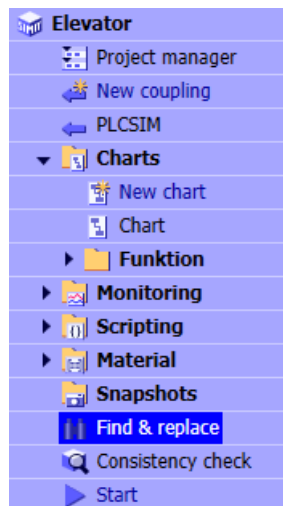 Elevator
Project manager
New coupling
PLCSIM
Charts
New chart
Chart
Funktion
Monitoring
Scripting
Material
Snapshots
Find & replace
Consistency check
Start